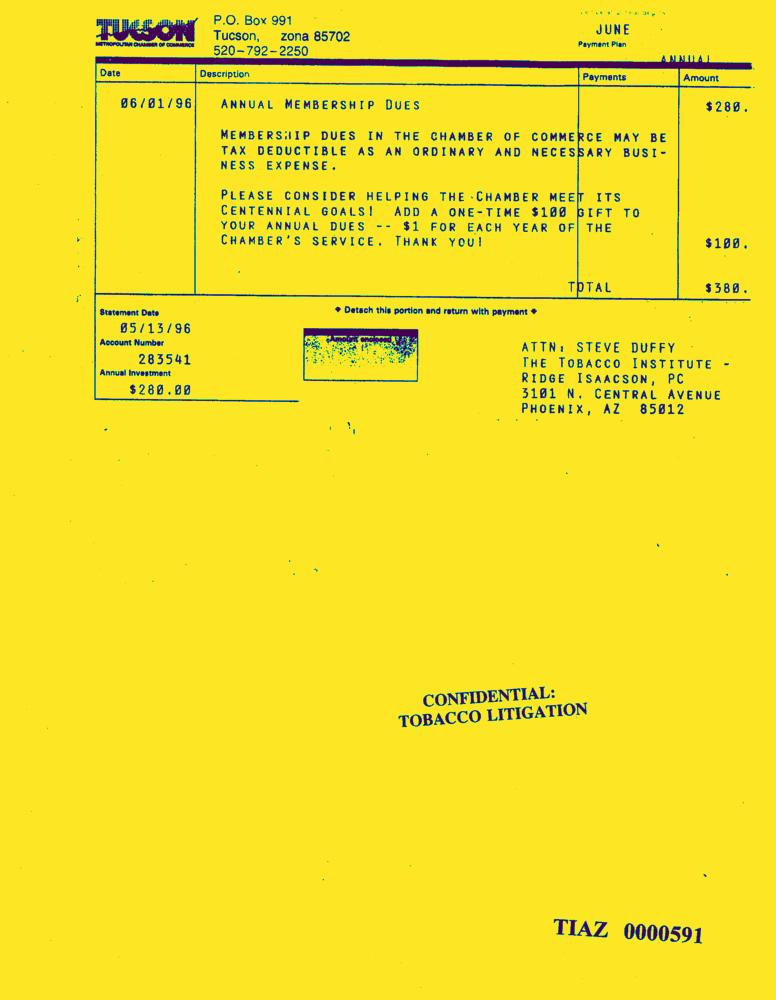 TUCSON
METROPOLITAN CHAMBER OF COMMERCE
P.O. Box 991
Tucson, zona 85702
520-792-2250
JUNE
Payment Plan
ANNUAL
Date Description Payments Amount
06/01/96 ANNUAL MEMBERSHIP DUES $280.
MEMBERSHIP DUES IN THE CHAMBER OF COMMERCE MAY BE
TAX DEDUCTIBLE AS AN ORDINARY AND NECESSARY BUSI-
NESS EXPENSE.
PLEASE CONSIDER HELPING THE CHAMBER MEET ITS
CENTENNIAL GOALS! ADD A ONE-TIME $100 GIFT TO
YOUR ANNUAL DUES -- $1 FOR EACH YEAR OF THE
CHAMBER'S SERVICE. THANK YOU! $100.
TOTAL $380.
Statement Date
♦ Detach this portion and return with payment ♦
05/13/96
Account Number
283541
Annual Investment
$280.00
Amount enclosed
ATTN: STEVE DUFFY
THE TOBACCO INSTITUTE -
RIDGE ISAACSON, PC
3101 N. CENTRAL AVENUE
PHOENIX, AZ 85012
CONFIDENTIAL:
TOBACCO LITIGATION
TIAZ 0000591